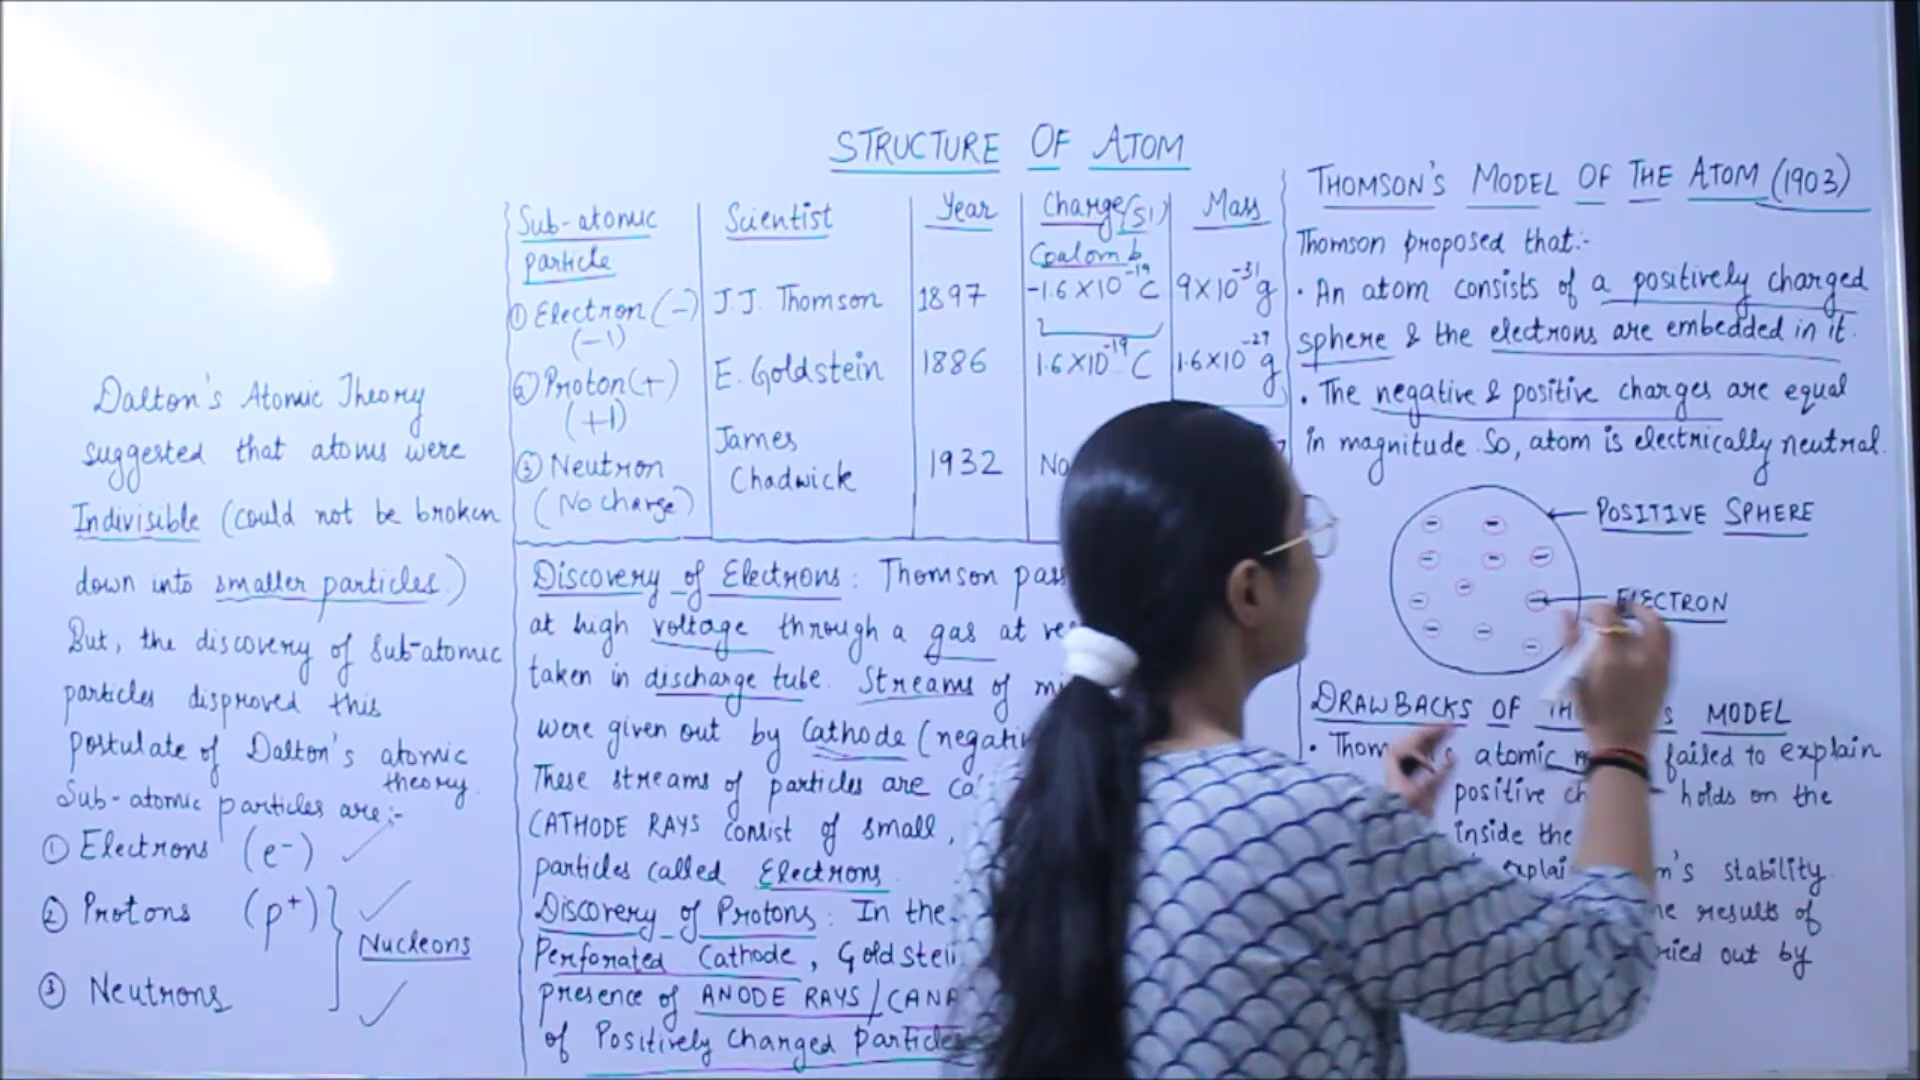 STRUCTURE OF ATOM
Dalton's Atomic Theory
suggested that atoms were
Indivisible (could not be broken
down into smaller particles.)
But, the discovery of sub-atomic
particles disproved this
postulate of Dalton's atomic
theory.
Sub-atomic particles are:-
① Electrons (e-)
② Protons (p+)
Nucleons
③ Neutrons
Sub-atomic particle
Scientist
Year
Charge(SI) Coulomb
Mass
① Electron (-) (-1)
J.J. Thomson
1897
-1.6×10^-19 C
9×10^-31 g
② Proton (+) (+1)
E. Goldstein
1886
1.6×10^-19 C
1.6×10^-27 g
③ Neutron (No charge)
James Chadwick
1932
No
Discovery of Electrons: Thomson
at high voltage through a gas at
taken in discharge tube. Streams of
were given out by Cathode
These streams of particles are
CATHODE RAYS consist of small,
particles called Electrons.
Discovery of Protons: In the
Perforated Cathode,
presence of ANODE RAYS/
of Positively Charged
THOMSON'S MODEL OF THE ATOM (1903)
Thomson proposed that:-
• An atom consists of a positively charged
sphere & the electrons are embedded in it.
• The negative & positive charges are equal
in magnitude. So, atom is electrically neutral.
POSITIVE SPHERE
ELECTRON
DRAWBACKS OF MODEL
• atomic failed to explain
positive holds on the
inside the
stability.
results of
out by